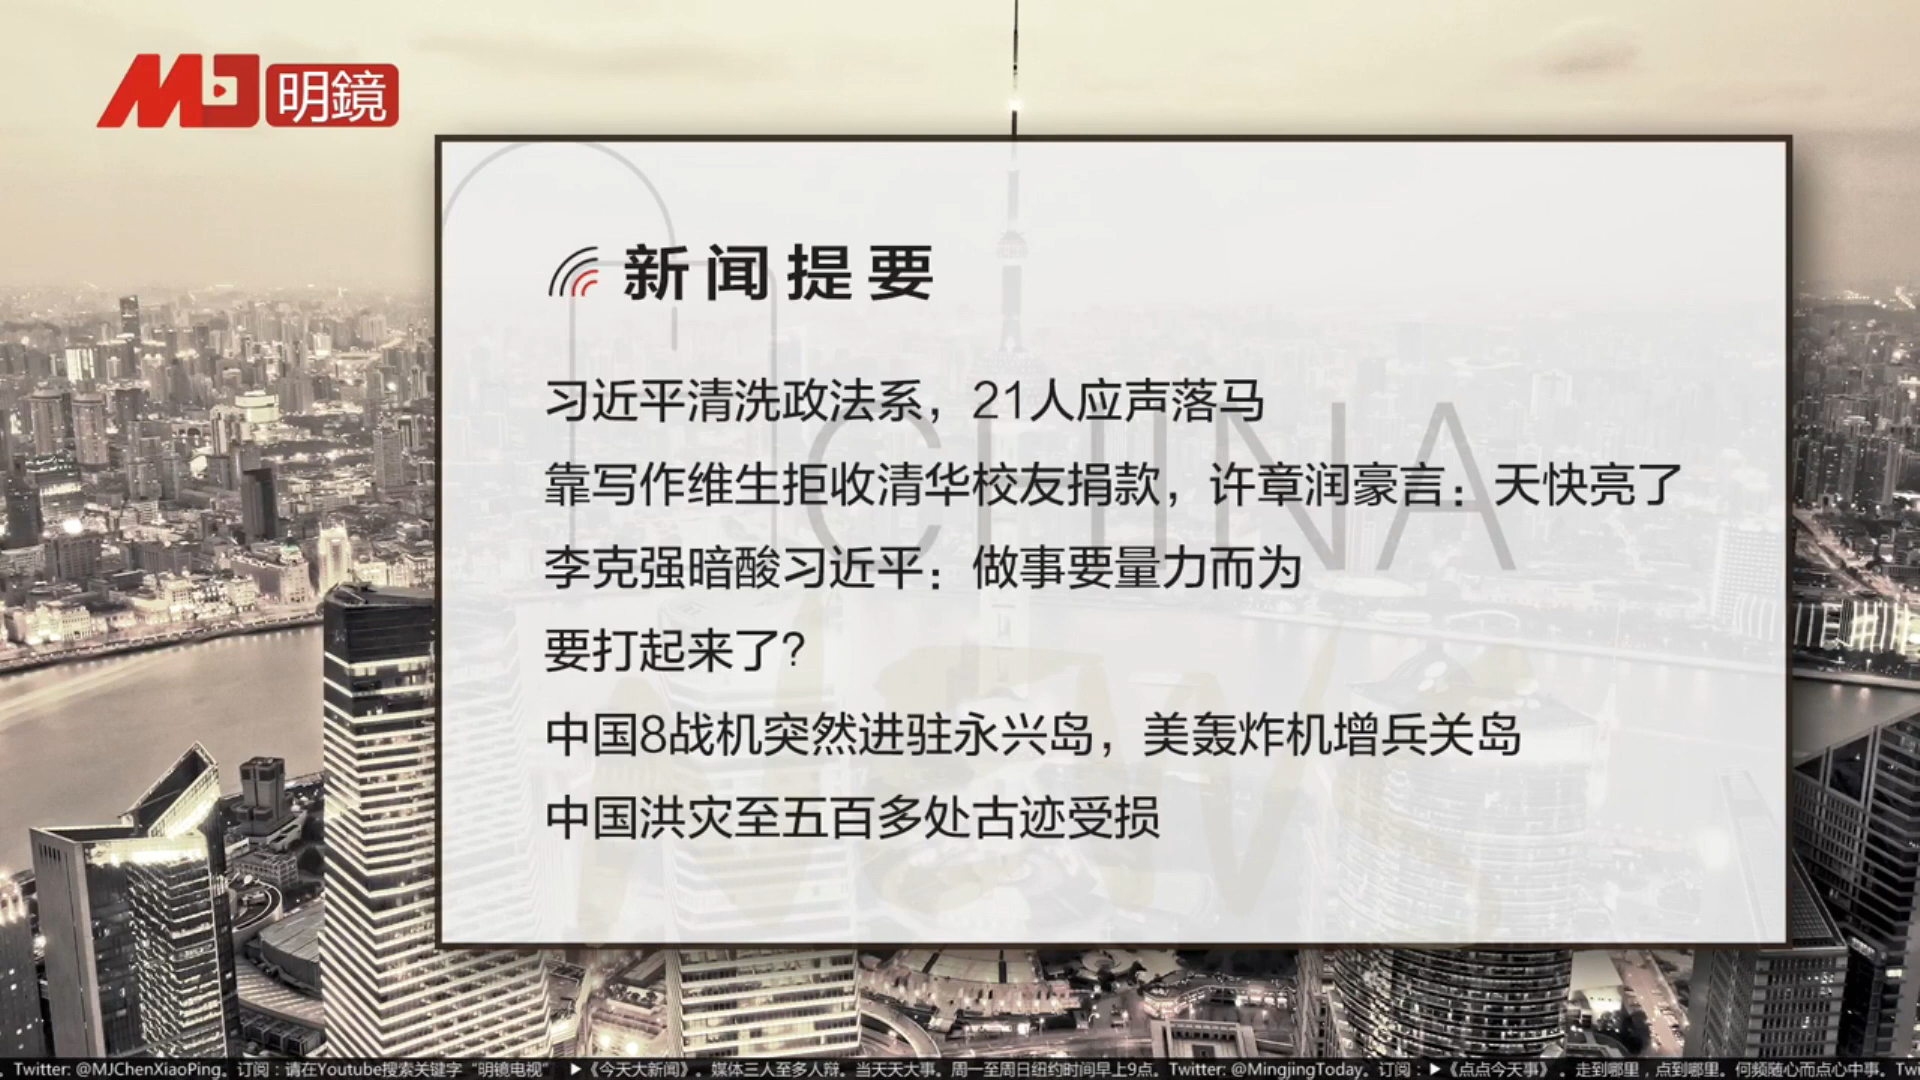 MJ 明鏡
新闻提要
习近平清洗政法系，21人应声落马
靠写作维生拒收清华校友捐款，许章润豪言：天快亮了
李克强暗酸习近平：做事要量力而为
要打起来了？
中国8战机突然进驻永兴岛，美轰炸机增兵关岛
中国洪灾至五百多处古迹受损
CHINA
NEWS
。Twitter: @MJChenXiaoPing。订阅：请在Youtube搜索关键字“明镜电视” ▶《今天大新闻》。媒体三人至多人辩。当天天大事。周一至周日纽约时间早上9点。Twitter: @MingjingToday。订阅：▶《点点今天事》。走到哪里，点到哪里。何频随心而点心中事。Tw